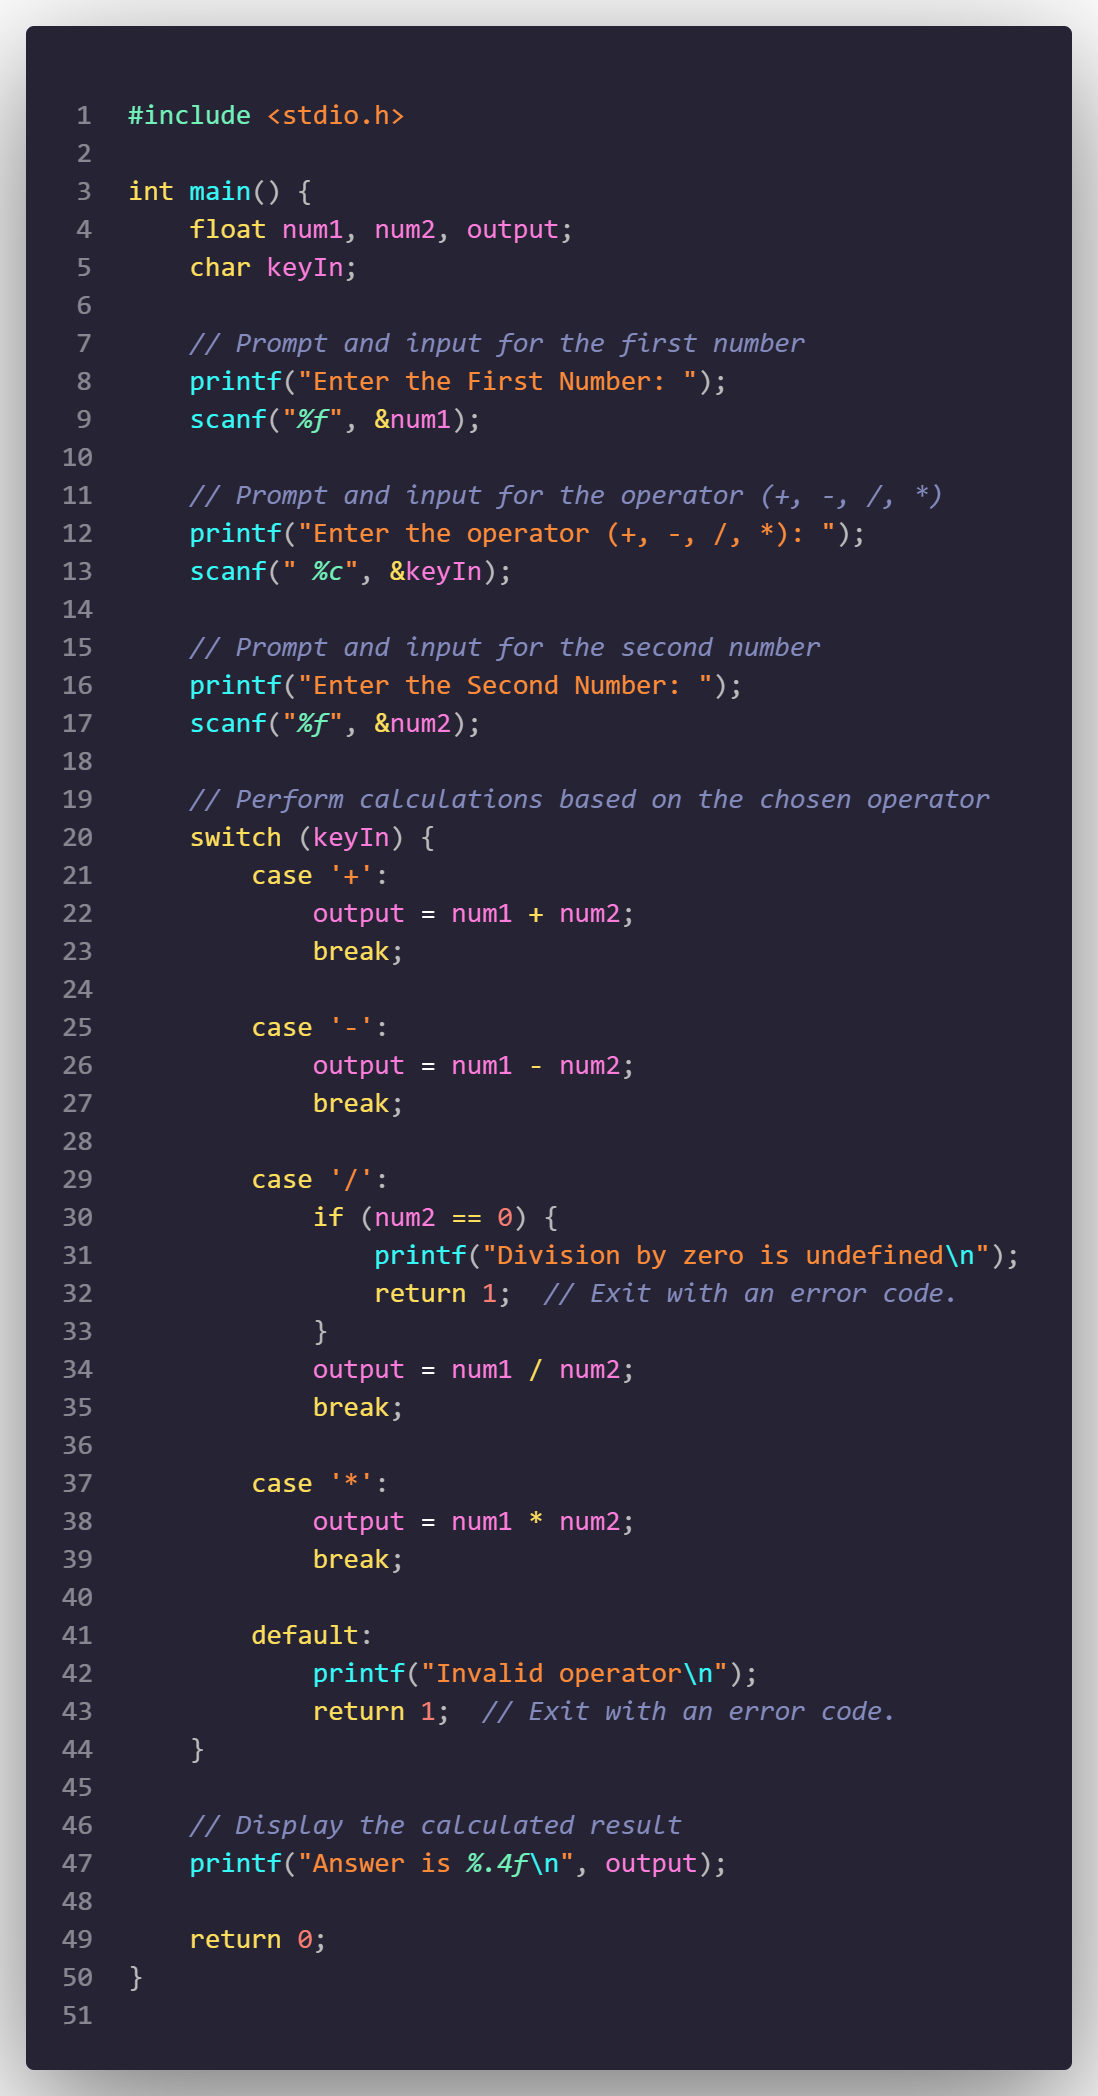 1 #include <stdio.h>
2
3 int main() {
4     float num1, num2, output;
5     char keyIn;
6
7     // Prompt and input for the first number
8     printf("Enter the First Number: ");
9     scanf("%f", &num1);
10
11     // Prompt and input for the operator (+, -, /, *)
12     printf("Enter the operator (+, -, /, *): ");
13     scanf(" %c", &keyIn);
14
15     // Prompt and input for the second number
16     printf("Enter the Second Number: ");
17     scanf("%f", &num2);
18
19     // Perform calculations based on the chosen operator
20     switch (keyIn) {
21         case '+':
22             output = num1 + num2;
23             break;
24
25         case '-':
26             output = num1 - num2;
27             break;
28
29         case '/':
30             if (num2 == 0) {
31                 printf("Division by zero is undefined\n");
32                 return 1;  // Exit with an error code.
33             }
34             output = num1 / num2;
35             break;
36
37         case '*':
38             output = num1 * num2;
39             break;
40
41         default:
42             printf("Invalid operator\n");
43             return 1;  // Exit with an error code.
44     }
45
46     // Display the calculated result
47     printf("Answer is %.4f\n", output);
48
49     return 0;
50 }
51